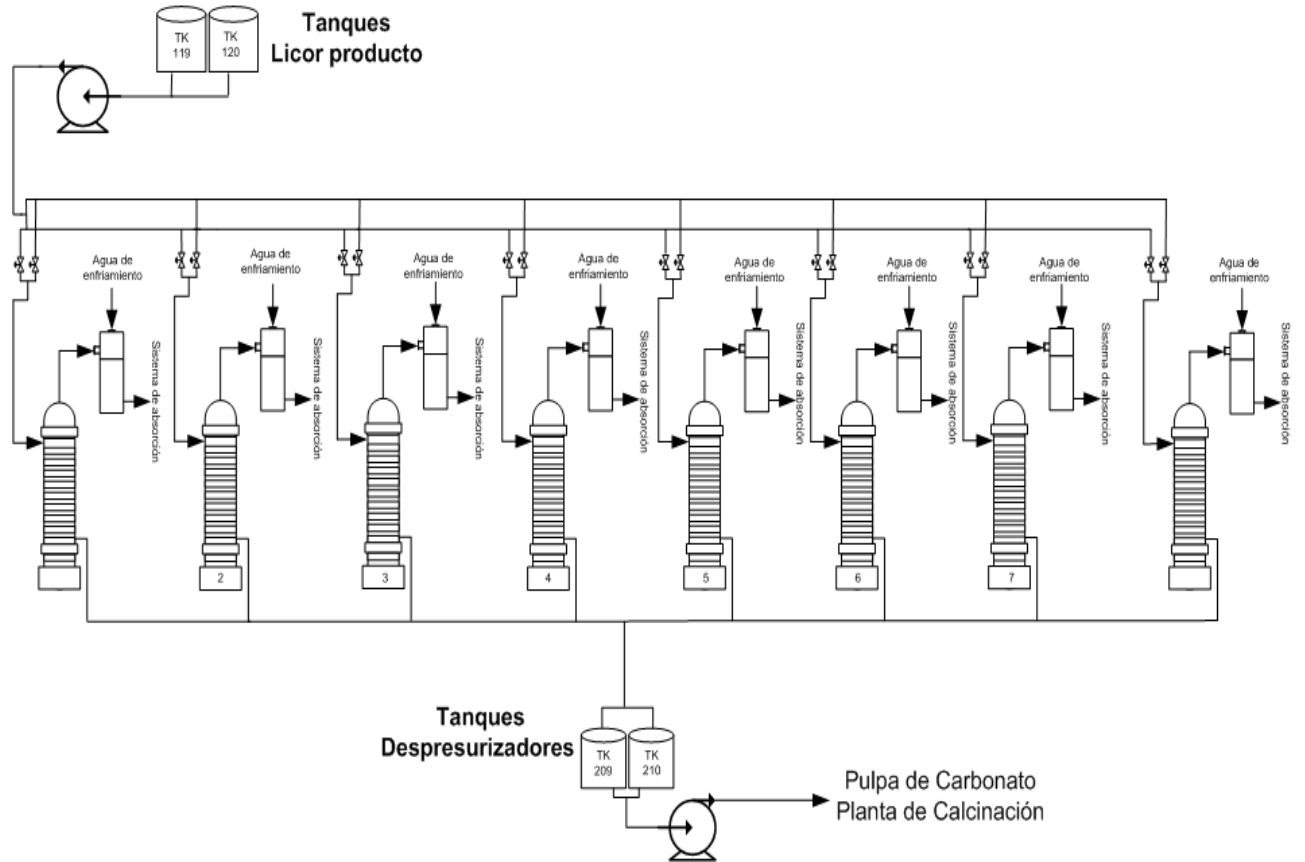 Tanques
Licor producto
TK
119
TK
120
Agua de
enfriamiento
Agua de
enfriamiento
Agua de
enfriamiento
Agua de
enfriamiento
Agua de
enfriamiento
Agua de
enfriamiento
Agua de
enfriamiento
Agua de
enfriamiento
Sistema de absorción
Sistema de absorción
Sistema de absorción
Sistema de absorción
Sistema de absorción
Sistema de absorción
Sistema de absorción
Sistema de absorción
2
3
4
5
6
7
Tanques
Despresurizadores
TK
209
TK
210
Pulpa de Carbonato
Planta de Calcinación